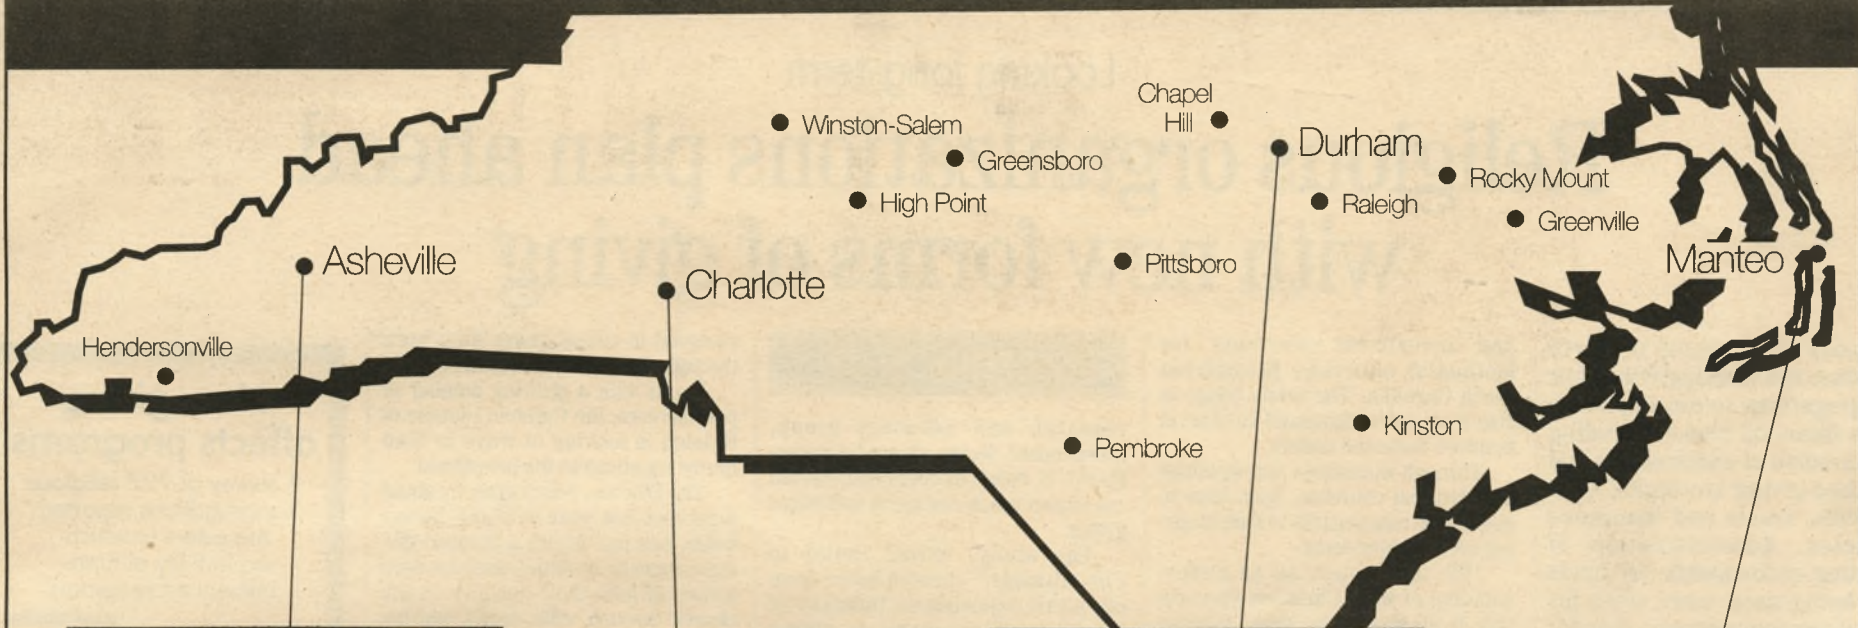 Chapel
Hill
Winston-Salem
Durham
Greensboro
Rocky Mount
High Point
Raleigh
Greenville
Asheville
Manteo
Pittsboro
Charlotte
Hendersonville
Kinston
Pembroke